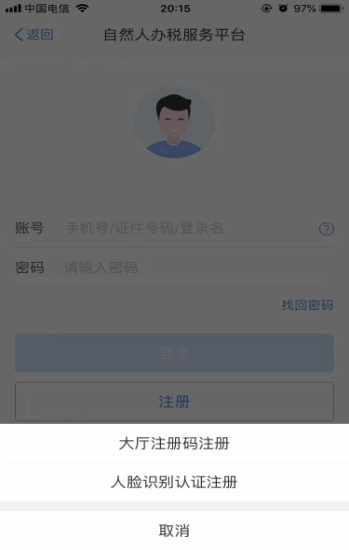 中国电信 20:15 97%
返回 自然人办税服务平台
账号 手机号/证件号码/登录名 ?
密码 请输入密码
找回密码
登录
注册
大厅注册码注册
人脸识别认证注册
取消